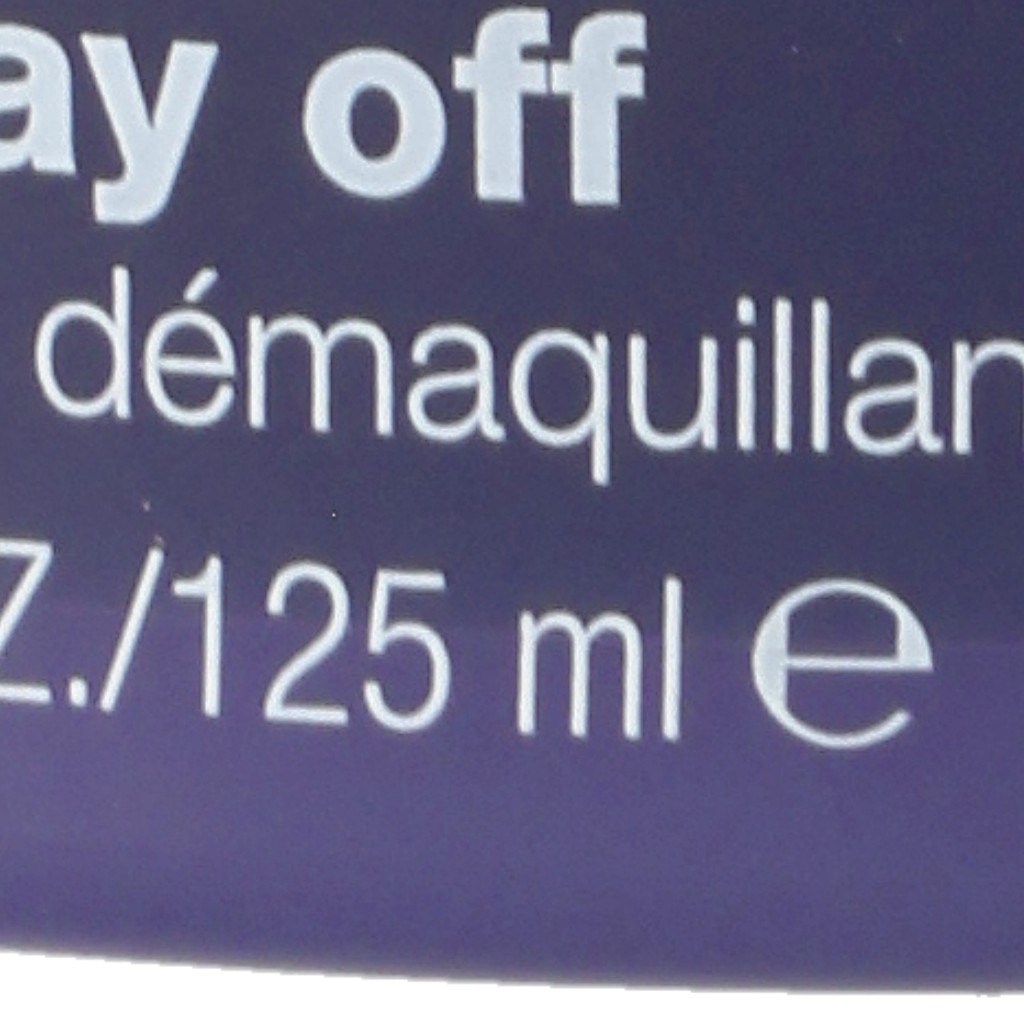 ay off
démaquillan
Z./125 ml ℮